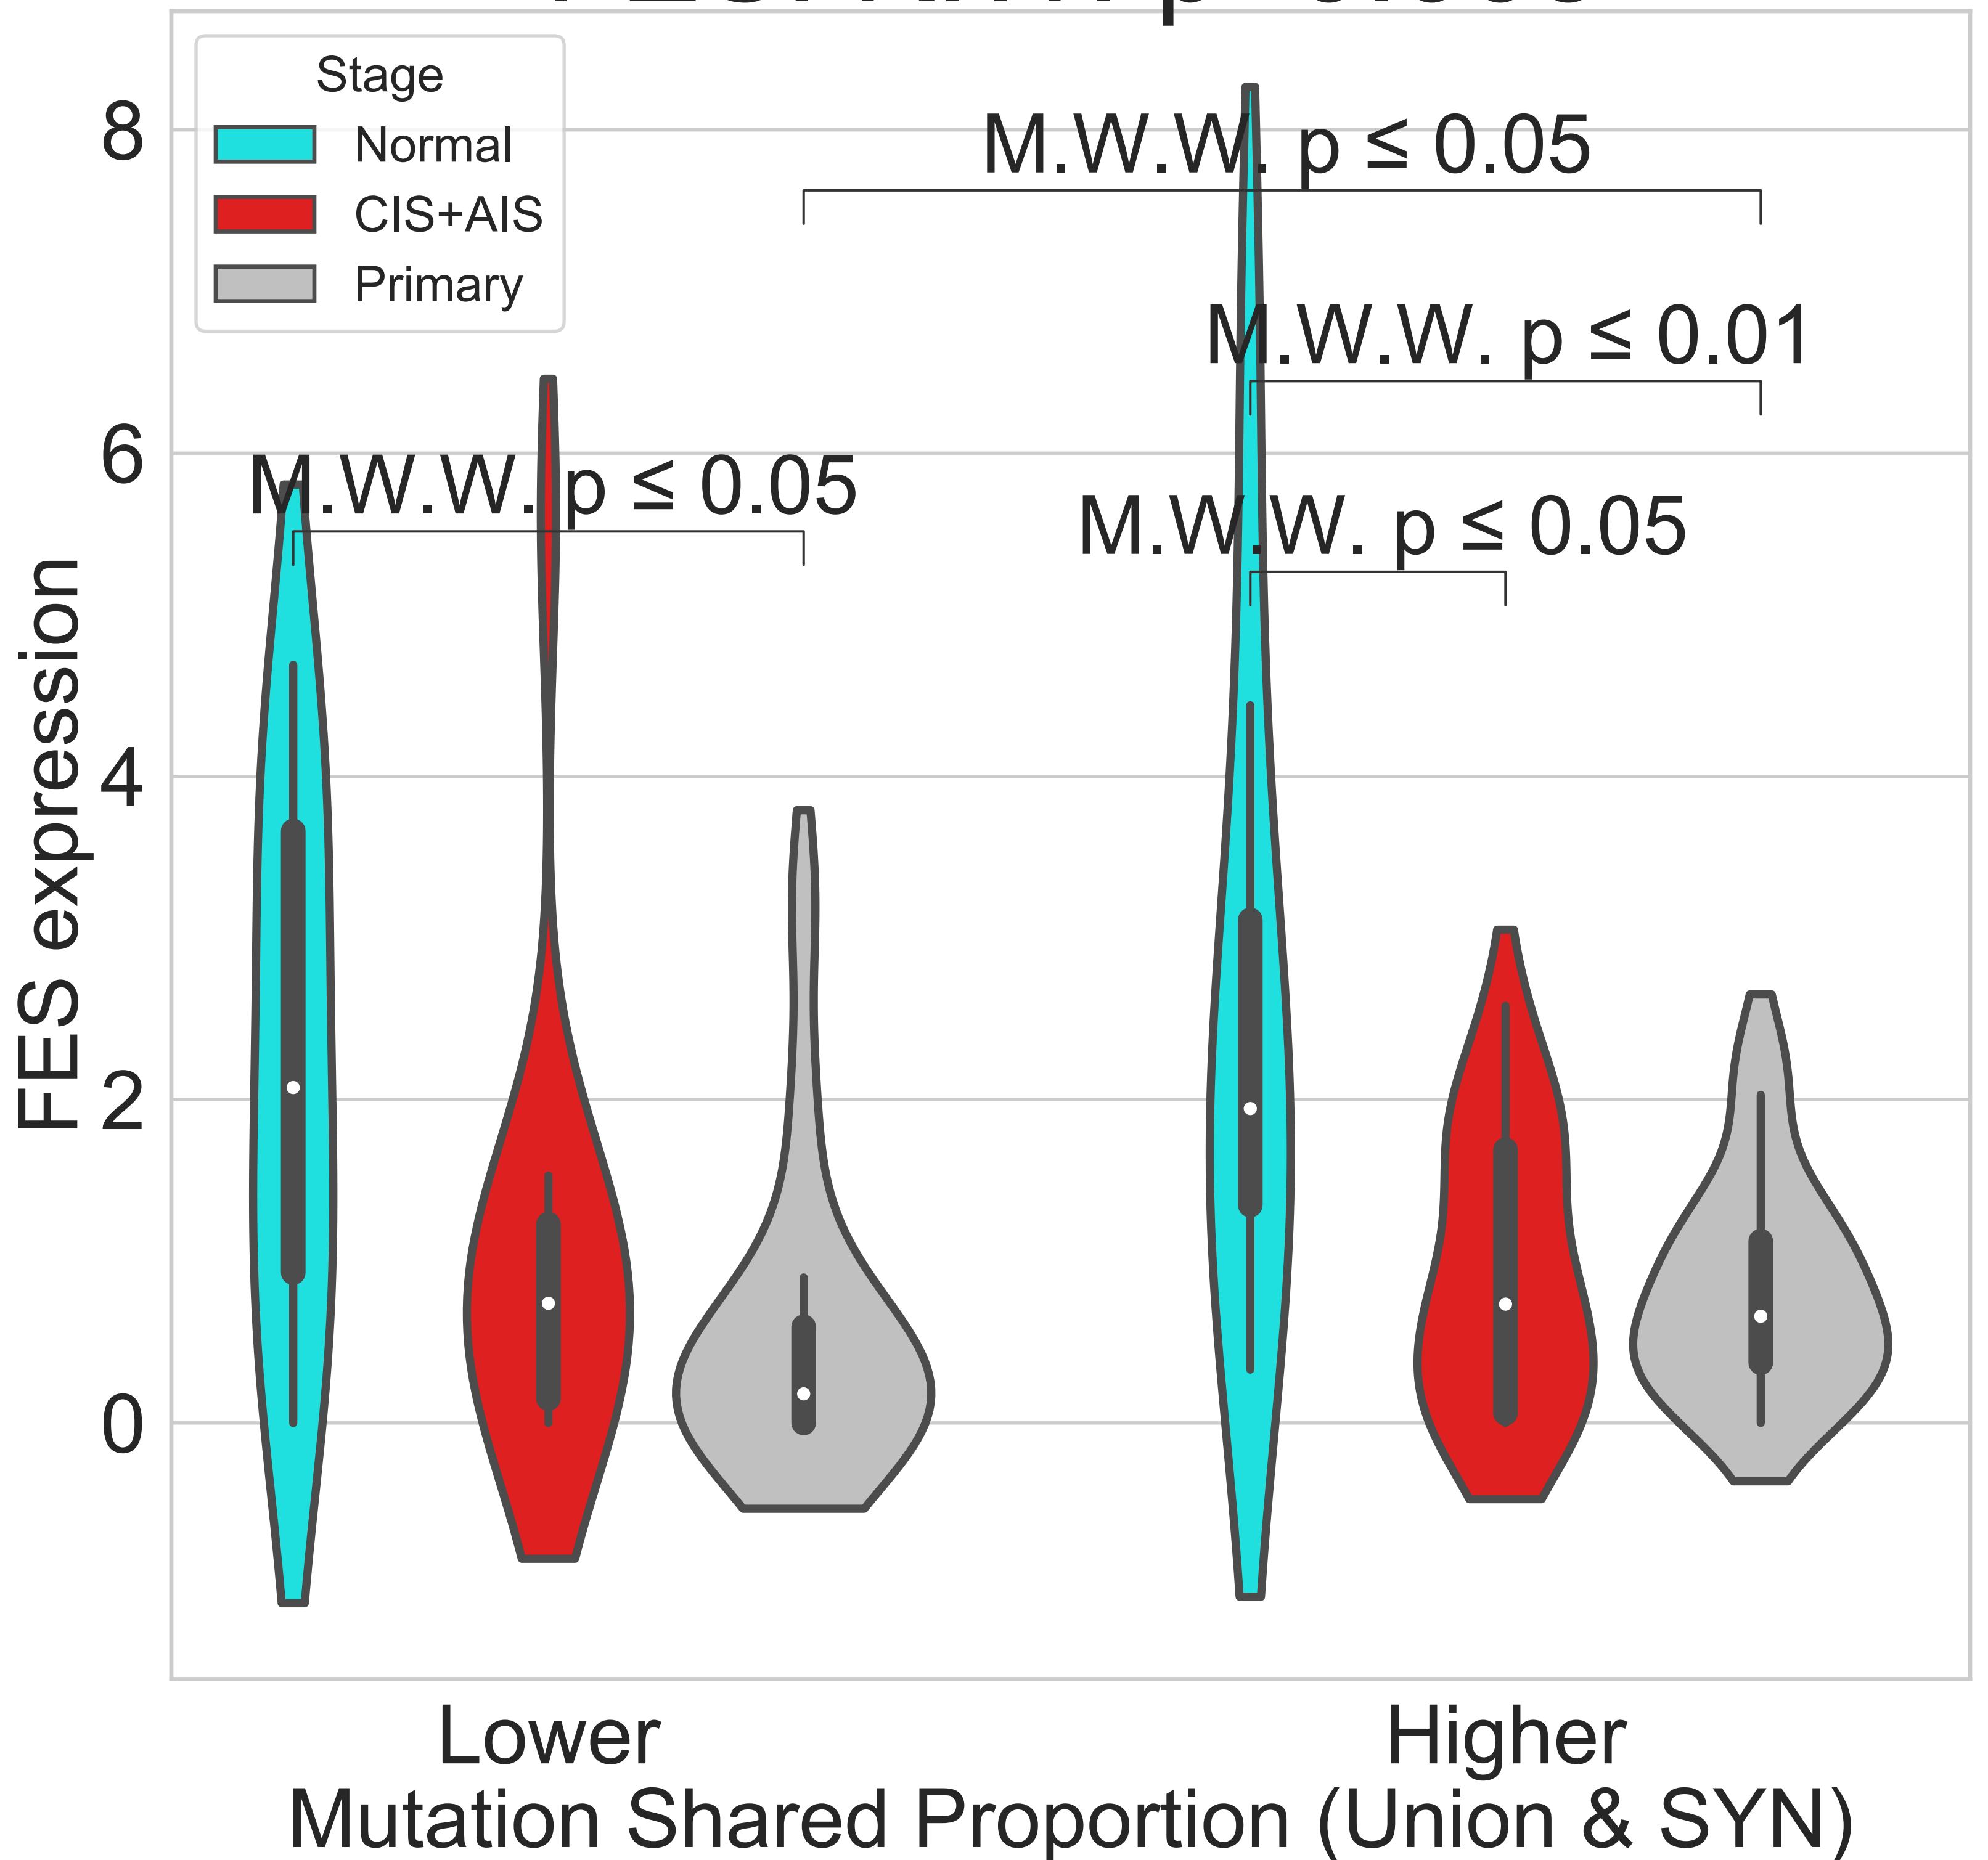 Stage
Normal
CIS+AIS
Primary
M.W.W. p ≤ 0.05
M.W.W. p ≤ 0.01
M.W.W. p ≤ 0.05
M.W.W. p ≤ 0.05
8
6
4
2
0
FES expression
Lower
Higher
Mutation Shared Proportion (Union & SYN)